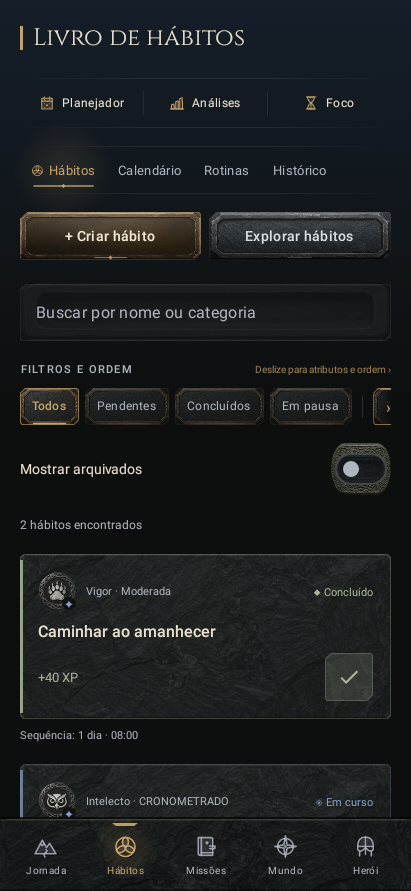 Livro de hábitos
Planejador
Análises
Foco
Hábitos
Calendário
Rotinas
Histórico
+ Criar hábito
Explorar hábitos
Buscar por nome ou categoria
FILTROS E ORDEM
Deslize para atributos e ordem ›
Todos
Pendentes
Concluídos
Em pausa
›
Mostrar arquivados
2 hábitos encontrados
Vigor · Moderada
◆ Concluído
Caminhar ao amanhecer
+40 XP
Sequência: 1 dia · 08:00
Intelecto · CRONOMETRADO
Em curso
Jornada
Hábitos
Missões
Mundo
Herói